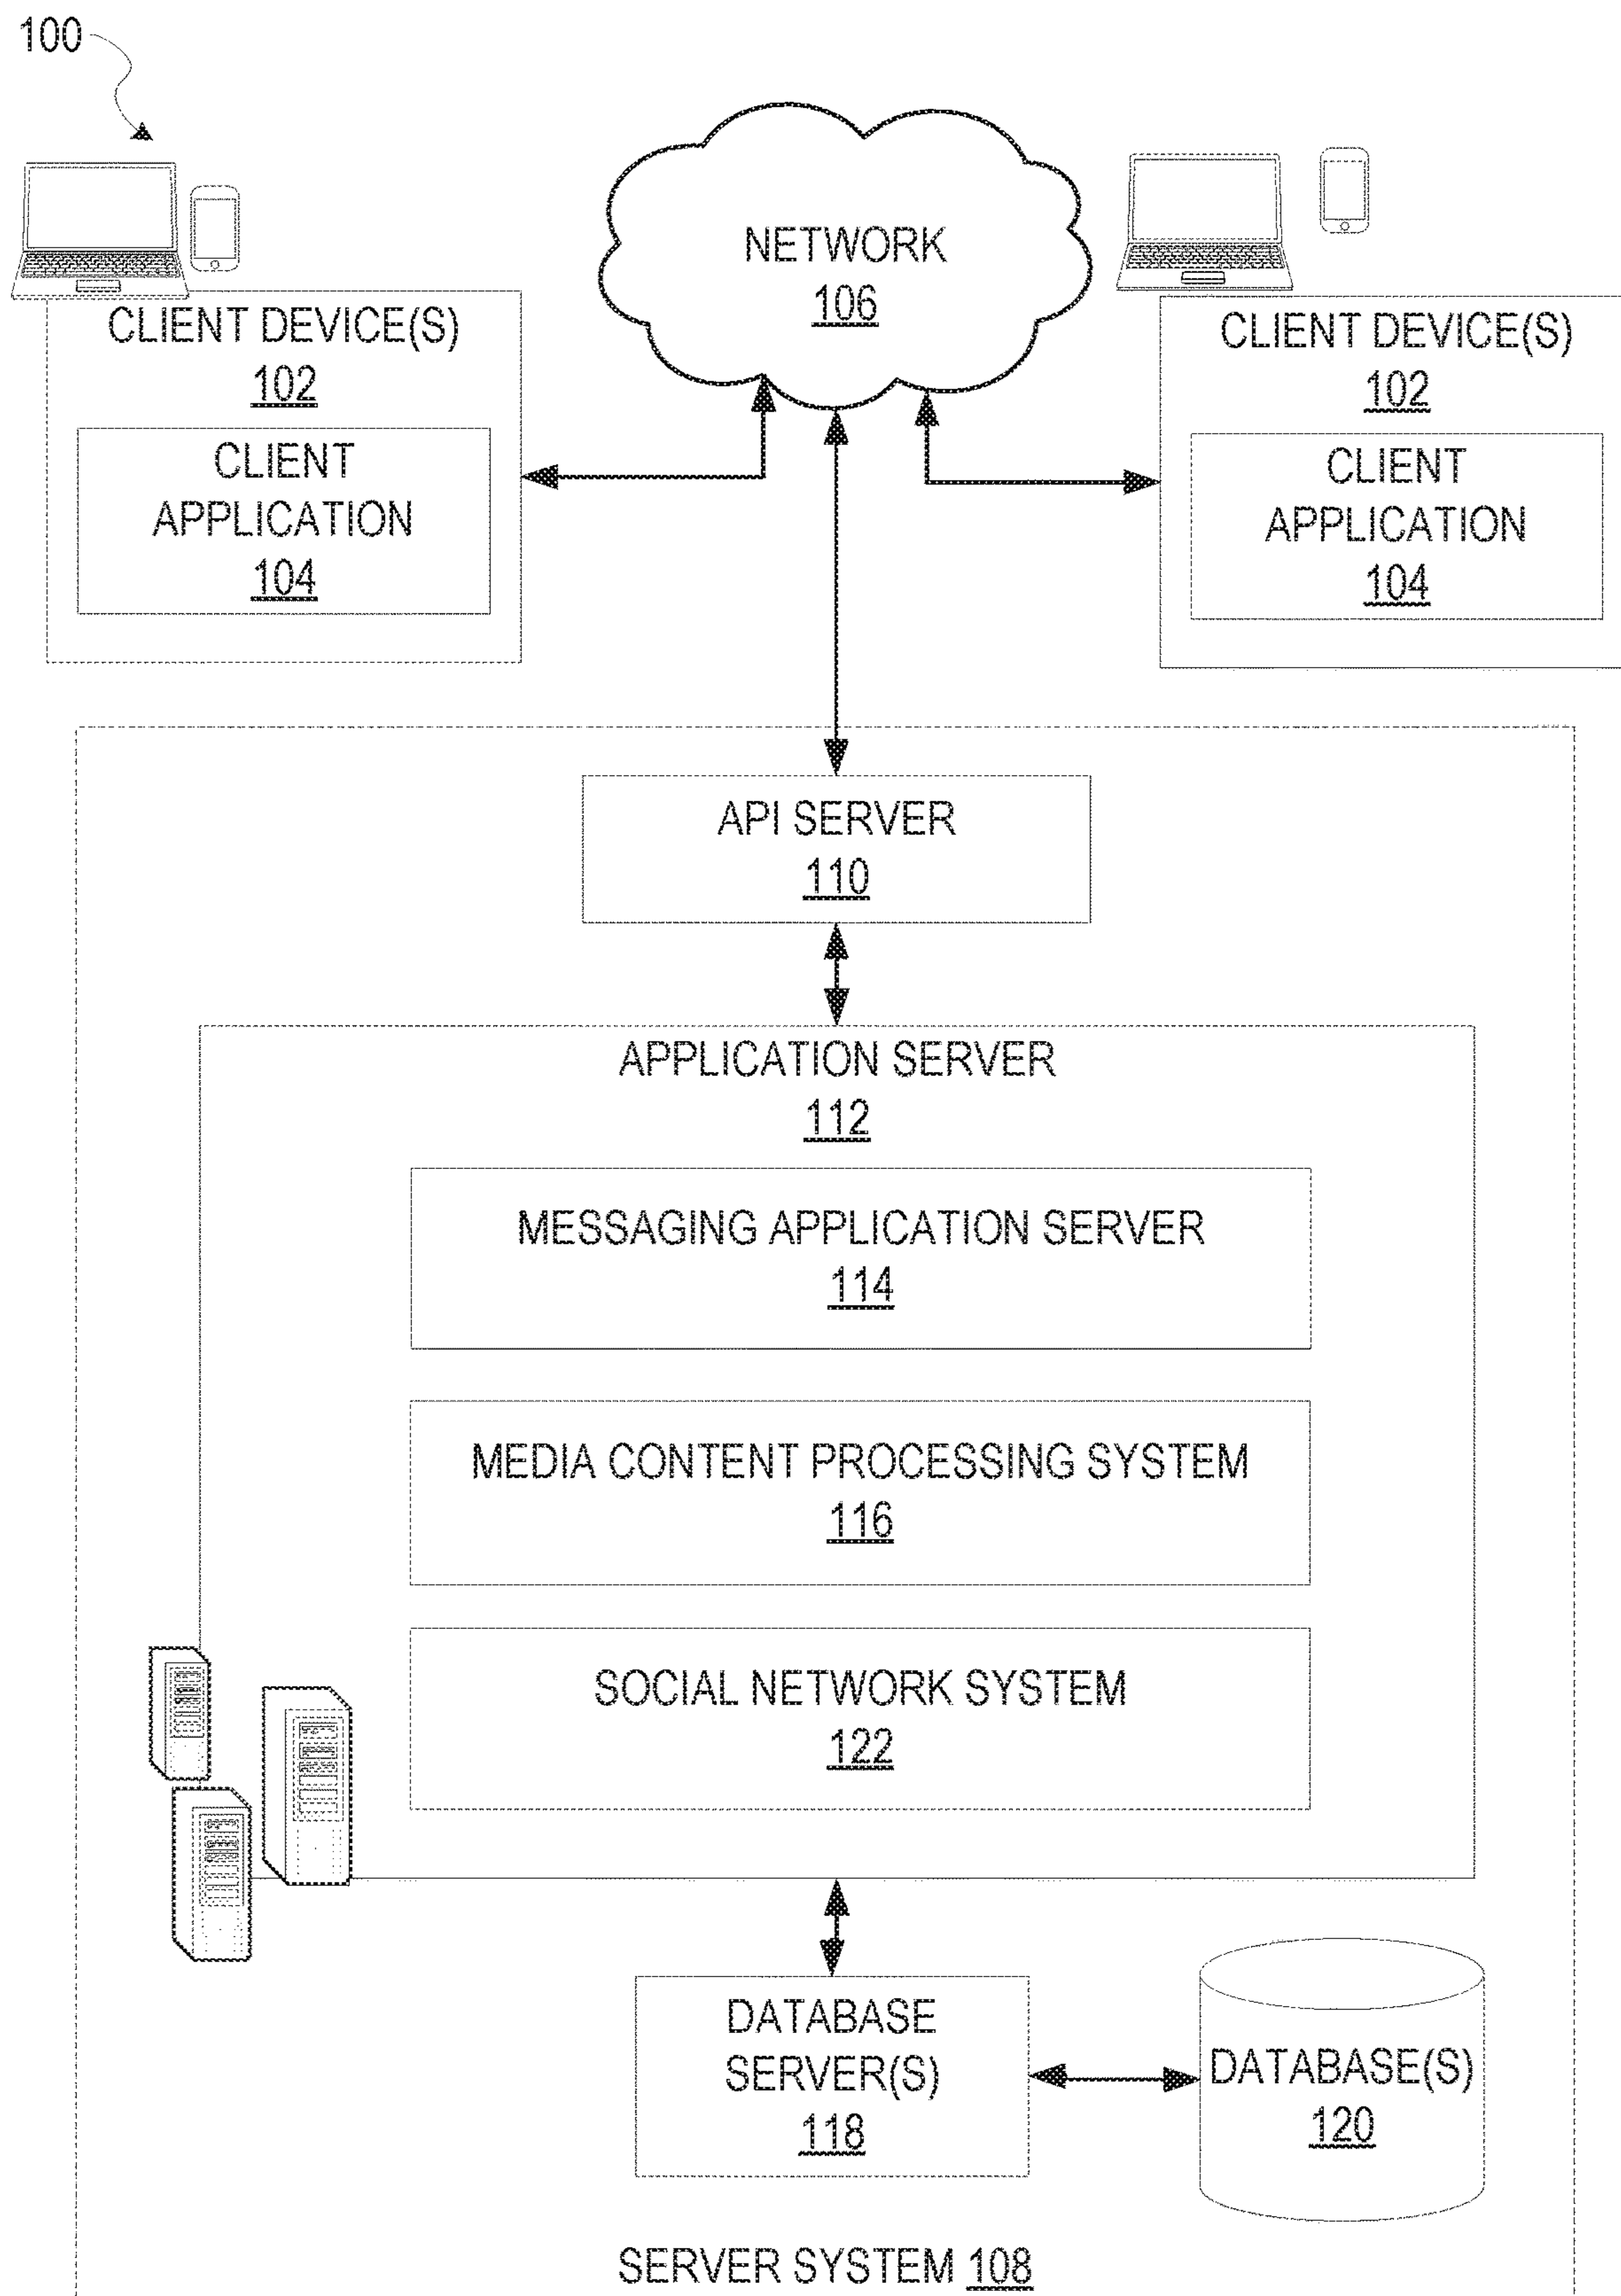 100
NETWORK
106
CLIENT DEVICE(S)
102
CLIENT
APPLICATION
104
CLIENT DEVICE(S)
102
CLIENT
APPLICATION
104
API SERVER
110
APPLICATION SERVER
112
MESSAGING APPLICATION SERVER
114
MEDIA CONTENT PROCESSING SYSTEM
116
SOCIAL NETWORK SYSTEM
122
DATABASE
SERVER(S)
118
DATABASE(S)
120
SERVER SYSTEM 108